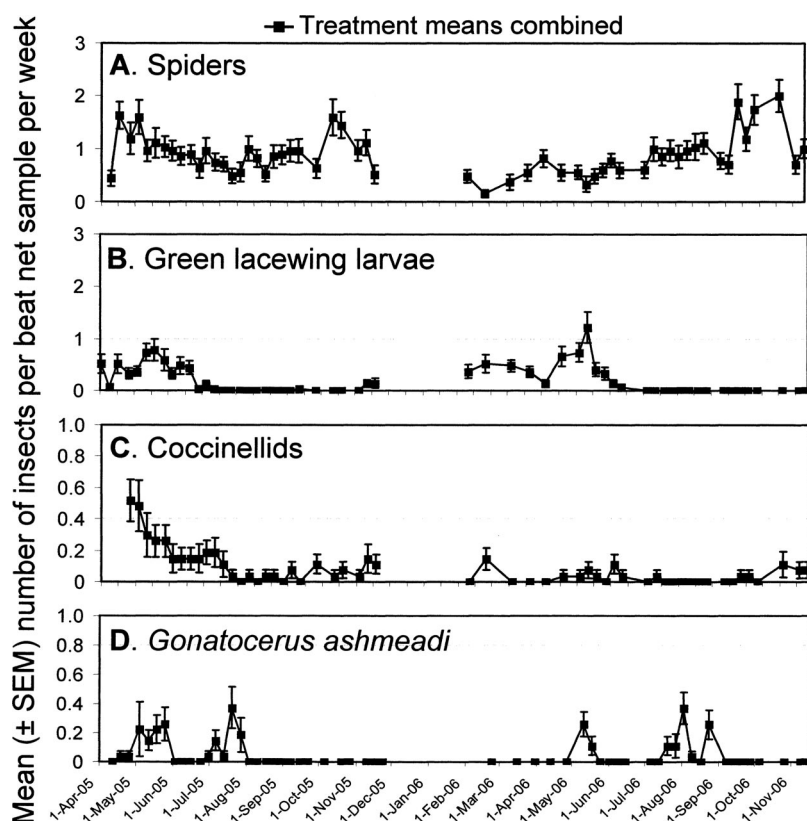 Treatment means combined
Mean (± SEM) number of insects per beat net sample per week
A. Spiders
3
2
1
0
B. Green lacewing larvae
3
2
1
0
C. Coccinellids
1.0
0.8
0.6
0.4
0.2
0
D. Gonatocerus ashmeadi
1.0
0.8
0.6
0.4
0.2
0
1-Apr-05
1-May-05
1-Jun-05
1-Jul-05
1-Aug-05
1-Sep-05
1-Oct-05
1-Nov-05
1-Dec-05
1-Jan-06
1-Feb-06
1-Mar-06
1-Apr-06
1-May-06
1-Jun-06
1-Jul-06
1-Aug-06
1-Sep-06
1-Oct-06
1-Nov-06